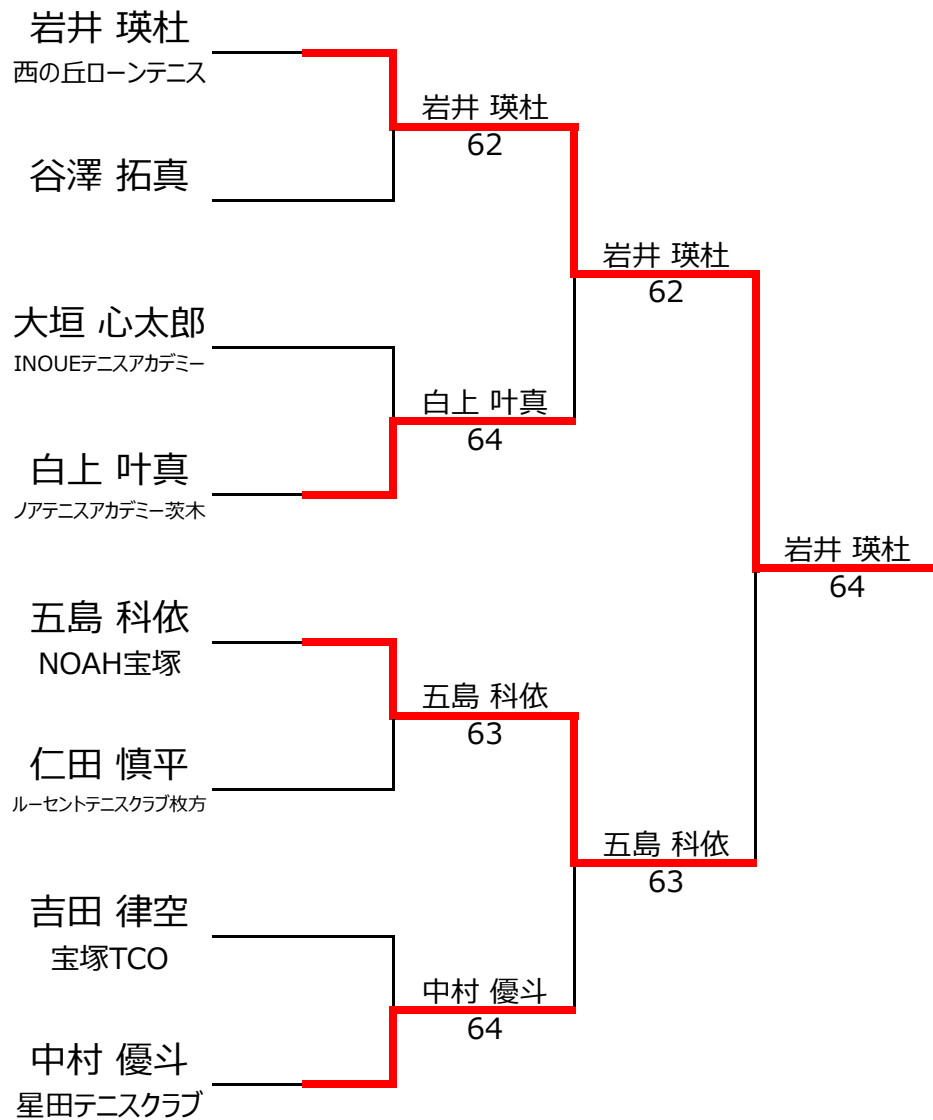 岩井 瑛杜
西の丘ローンテニス
岩井 瑛杜
62
谷澤 拓真
岩井 瑛杜
62
大垣 心太郎
INOUEテニスアカデミー
白上 叶真
64
白上 叶真
ノアテニスアカデミー茨木
岩井 瑛杜
64
五島 科依
NOAH宝塚
五島 科依
63
仁田 慎平
ルーセントテニスクラブ枚方
五島 科依
63
吉田 律空
宝塚TCO
中村 優斗
64
中村 優斗
星田テニスクラブ